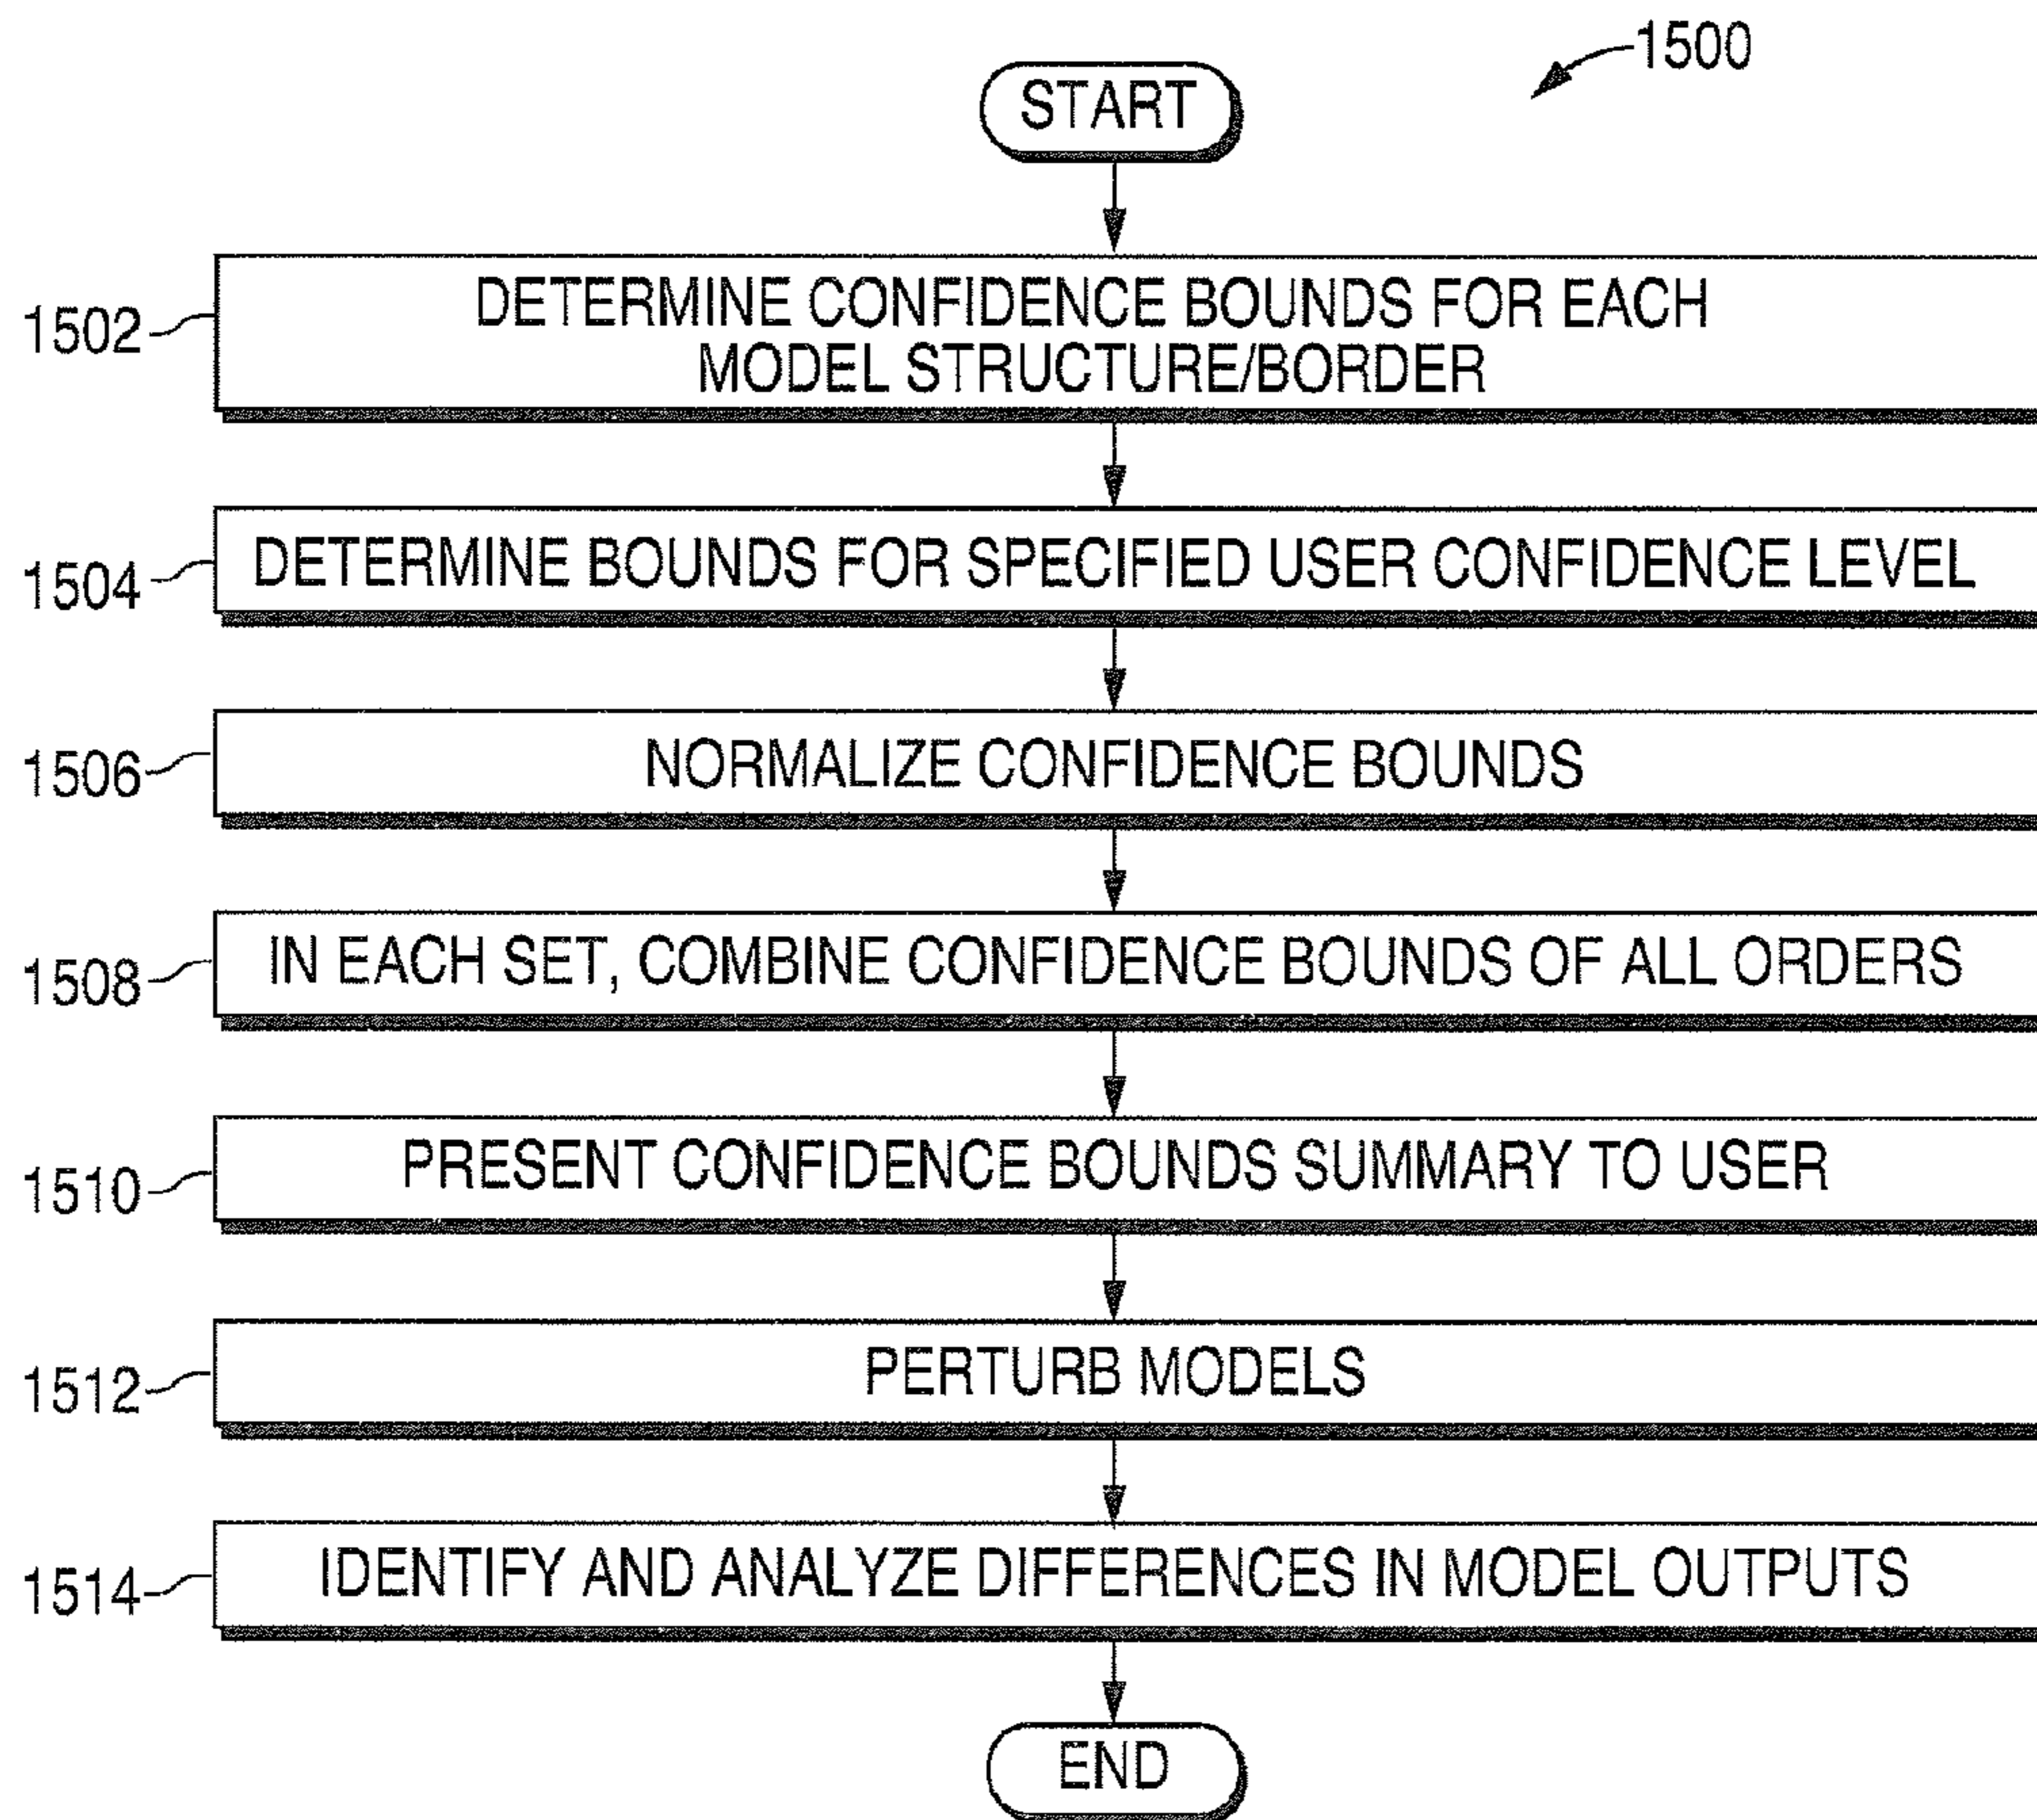 1500
START
1502
DETERMINE CONFIDENCE BOUNDS FOR EACH
MODEL STRUCTURE/BORDER
1504
DETERMINE BOUNDS FOR SPECIFIED USER CONFIDENCE LEVEL
1506
NORMALIZE CONFIDENCE BOUNDS
1508
IN EACH SET, COMBINE CONFIDENCE BOUNDS OF ALL ORDERS
1510
PRESENT CONFIDENCE BOUNDS SUMMARY TO USER
1512
PERTURB MODELS
1514
IDENTIFY AND ANALYZE DIFFERENCES IN MODEL OUTPUTS
END